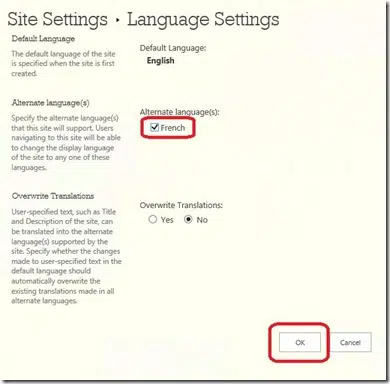 Site Settings ‣ Language Settings
Default Language
The default language of the site
is specified when the site is first
created.
Default Language:
English
Alternate language(s)
Specify the alternate language(s)
that this site will support. Users
navigating to this site will be able
to change the display language
of the site to any one of these
languages.
Alternate language(s):
French
Overwrite Translations
User-specified text, such as Title
and Description of the site, can
be translated into the alternate
language(s) supported by the
site. Specify whether the changes
made to user-specified text in the
default language should
automatically overwrite the
existing translations made in all
alternate languages.
Overwrite Translations:
Yes No
OK Cancel